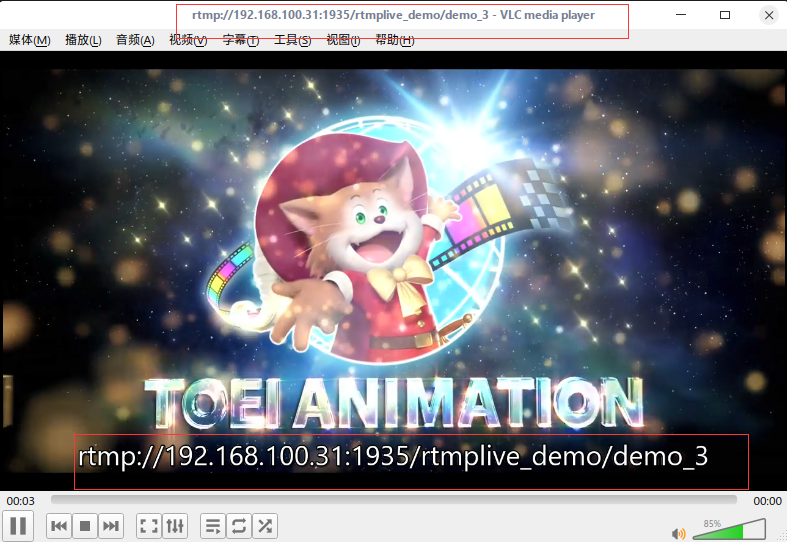 rtmp://192.168.100.31:1935/rtmplive_demo/demo_3 - VLC media player
媒体(M) 播放(L) 音频(A) 视频(V) 字幕(T) 工具(S) 视图(I) 帮助(H)
TOEI ANIMATION
rtmp://192.168.100.31:1935/rtmplive_demo/demo_3
00:03 00:00
85%